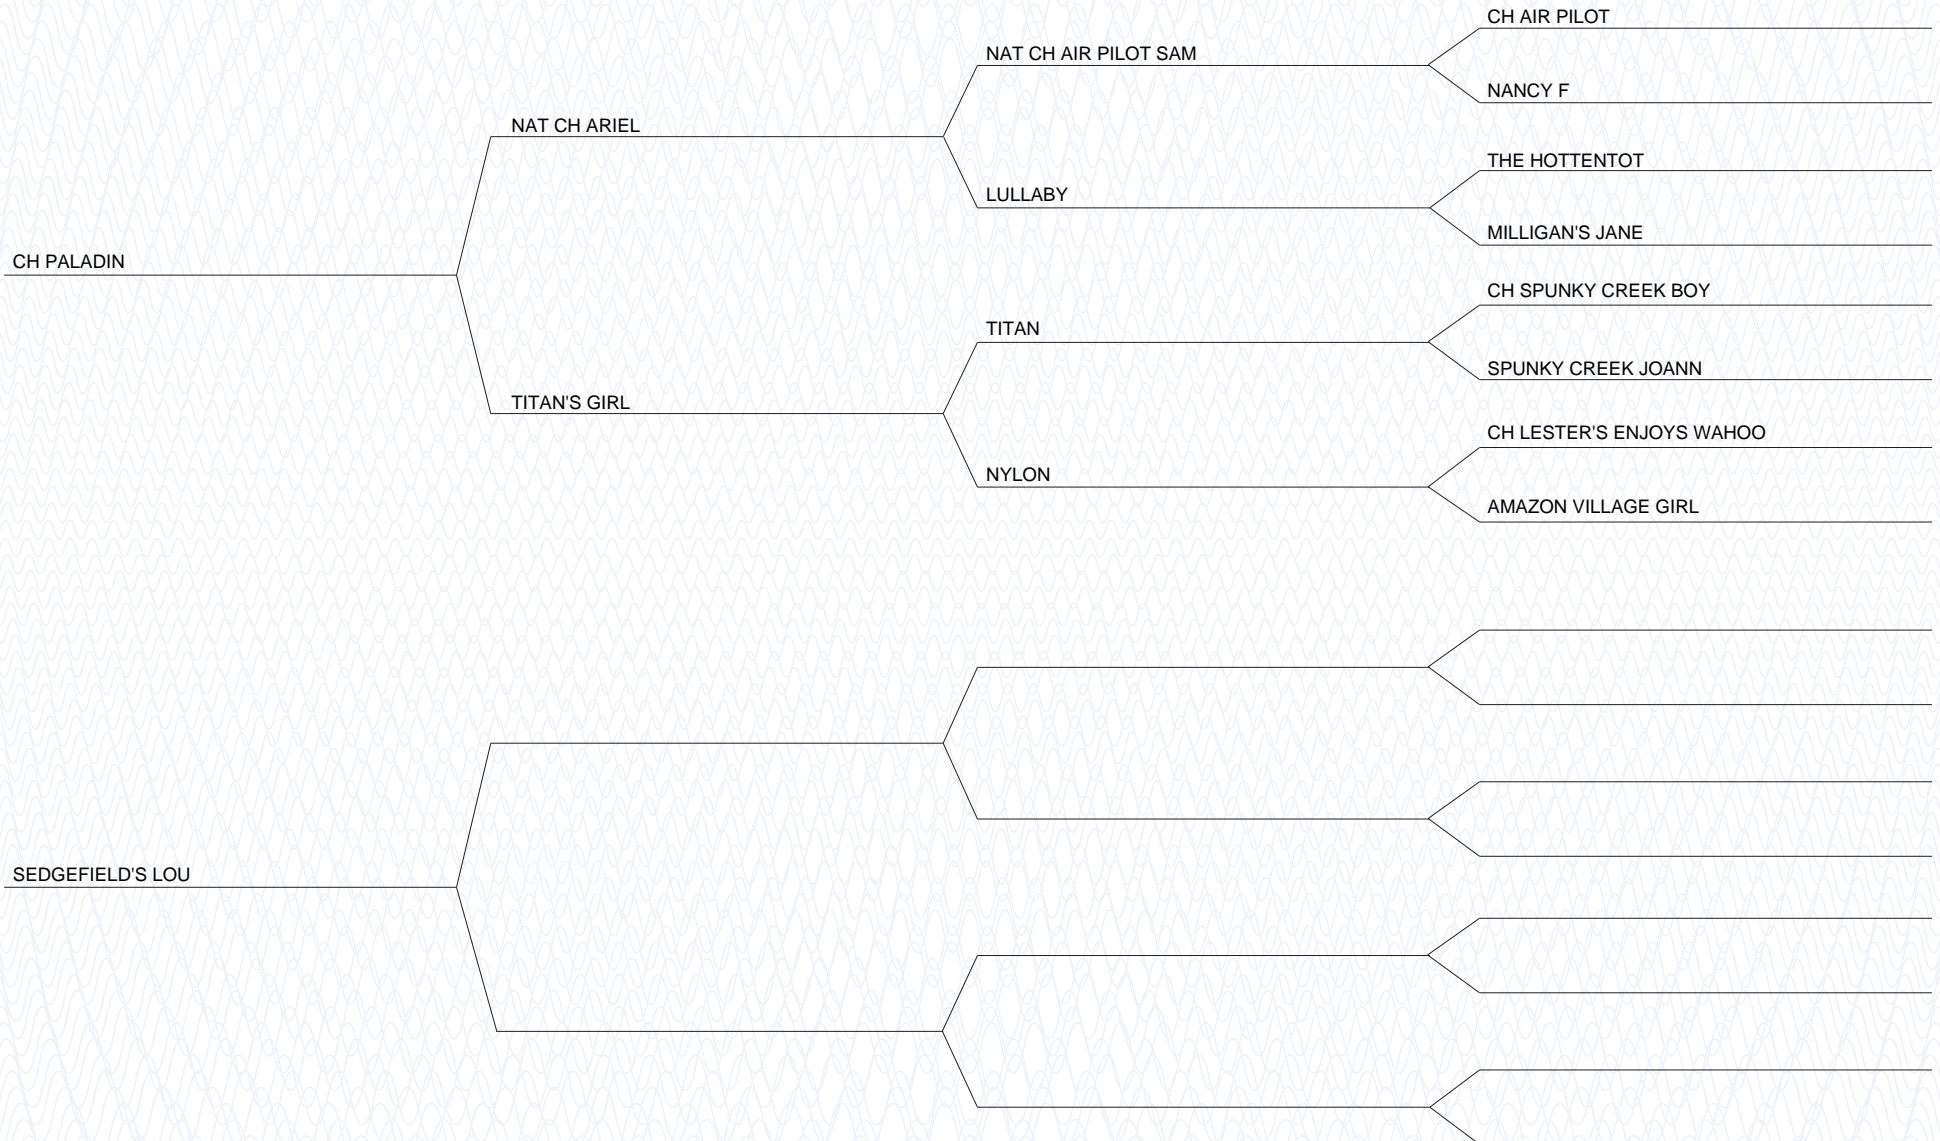 CH AIR PILOT
NAT CH AIR PILOT SAM
NANCY F
NAT CH ARIEL
THE HOTTENTOT
LULLABY
MILLIGAN'S JANE
CH PALADIN
CH SPUNKY CREEK BOY
TITAN
SPUNKY CREEK JOANN
TITAN'S GIRL
CH LESTER'S ENJOYS WAHOO
NYLON
AMAZON VILLAGE GIRL
SEDGEFIELD'S LOU